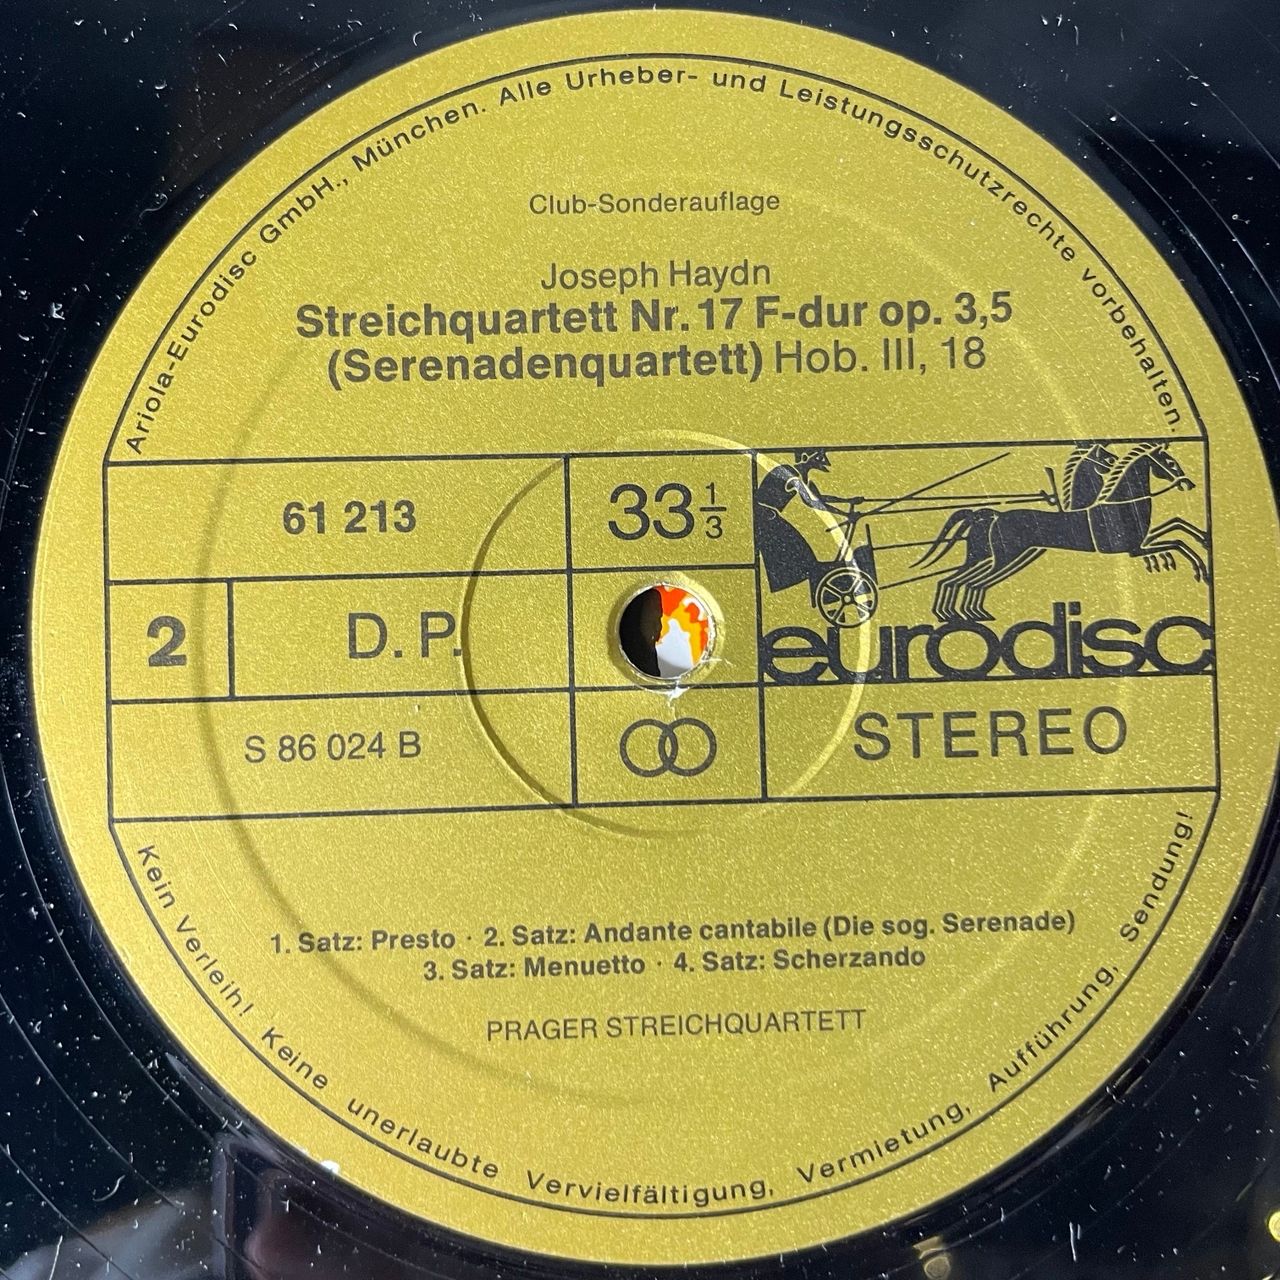 Ariola-Eurodisc GmbH., München. Alle Urheber- und Leistungsschutzrechte vorbehalten.
Club-Sonderauflage
Joseph Haydn
Streichquartett Nr. 17 F-dur op. 3,5
(Serenadenquartett) Hob. III, 18
61 213
33 1/3
2
D. P.
eurodisc
S 86 024 B
STEREO
1. Satz: Presto · 2. Satz: Andante cantabile (Die sog. Serenade)
3. Satz: Menuetto · 4. Satz: Scherzando
PRAGER STREICHQUARTETT
Kein Verleih! Keine unerlaubte Vervielfältigung, Vermietung, Aufführung, Sendung!